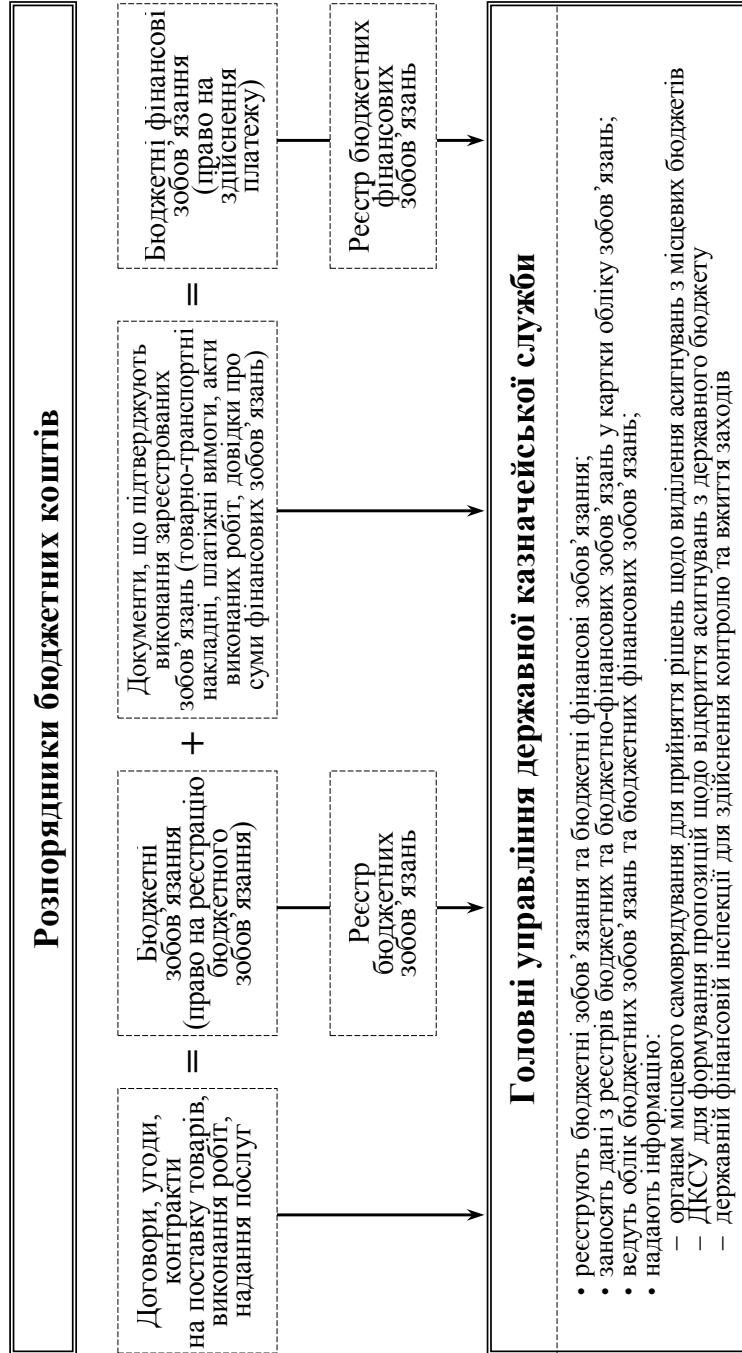 Розпорядники бюджетних коштів
Договори, угоди,
контракти
на поставку товарів,
виконання робіт,
надання послуг
=
Бюджетні
зобов’язання
(право на реєстрацію
бюджетного
зобов’язання)
+
Документи, що підтверджують
виконання зареєстрованих
зобов’язань (товарно-транспортні
накладні, платіжні вимоги, акти
виконаних робіт, довідки про
суми фінансових зобов’язань)
=
Бюджетні фінансові
зобов’язання
(право на
здійснення
платежу)
Реєстр
бюджетних
зобов’язань
Реєстр бюджетних
фінансових
зобов’язань
Головні управління державної казначейської служби
• реєструють бюджетні зобов’язання та бюджетні фінансові зобов’язання;
• заносять дані з реєстрів бюджетних та бюджетно-фінансових зобов’язань у картки обліку зобов’язань;
• ведуть облік бюджетних зобов’язань та бюджетних фінансових зобов’язань;
• надають інформацію:
– органам місцевого самоврядування для прийняття рішень щодо виділення асигнувань з місцевих бюджетів
– ДКСУ для формування пропозицій щодо відкриття асигнувань з державного бюджету
– державній фінансовій інспекції для здійснення контролю та вжиття заходів